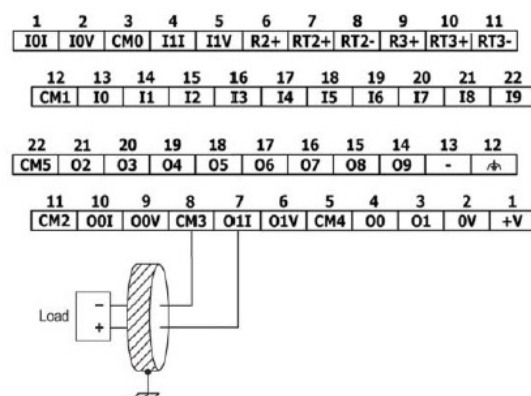 1 2 3 4 5 6 7 8 9 10 11
I0I I0V CM0 I1I I1V R2+ RT2+ RT2- R3+ RT3+ RT3-
12 13 14 15 16 17 18 19 20 21 22
CM1 I0 I1 I2 I3 I4 I5 I6 I7 I8 I9
22 21 20 19 18 17 16 15 14 13 12
CM5 O2 O3 O4 O5 O6 O7 O8 O9 -
11 10 9 8 7 6 5 4 3 2 1
CM2 O0I O0V CM3 O1I O1V CM4 O0 O1 0V +V
-
Load
+